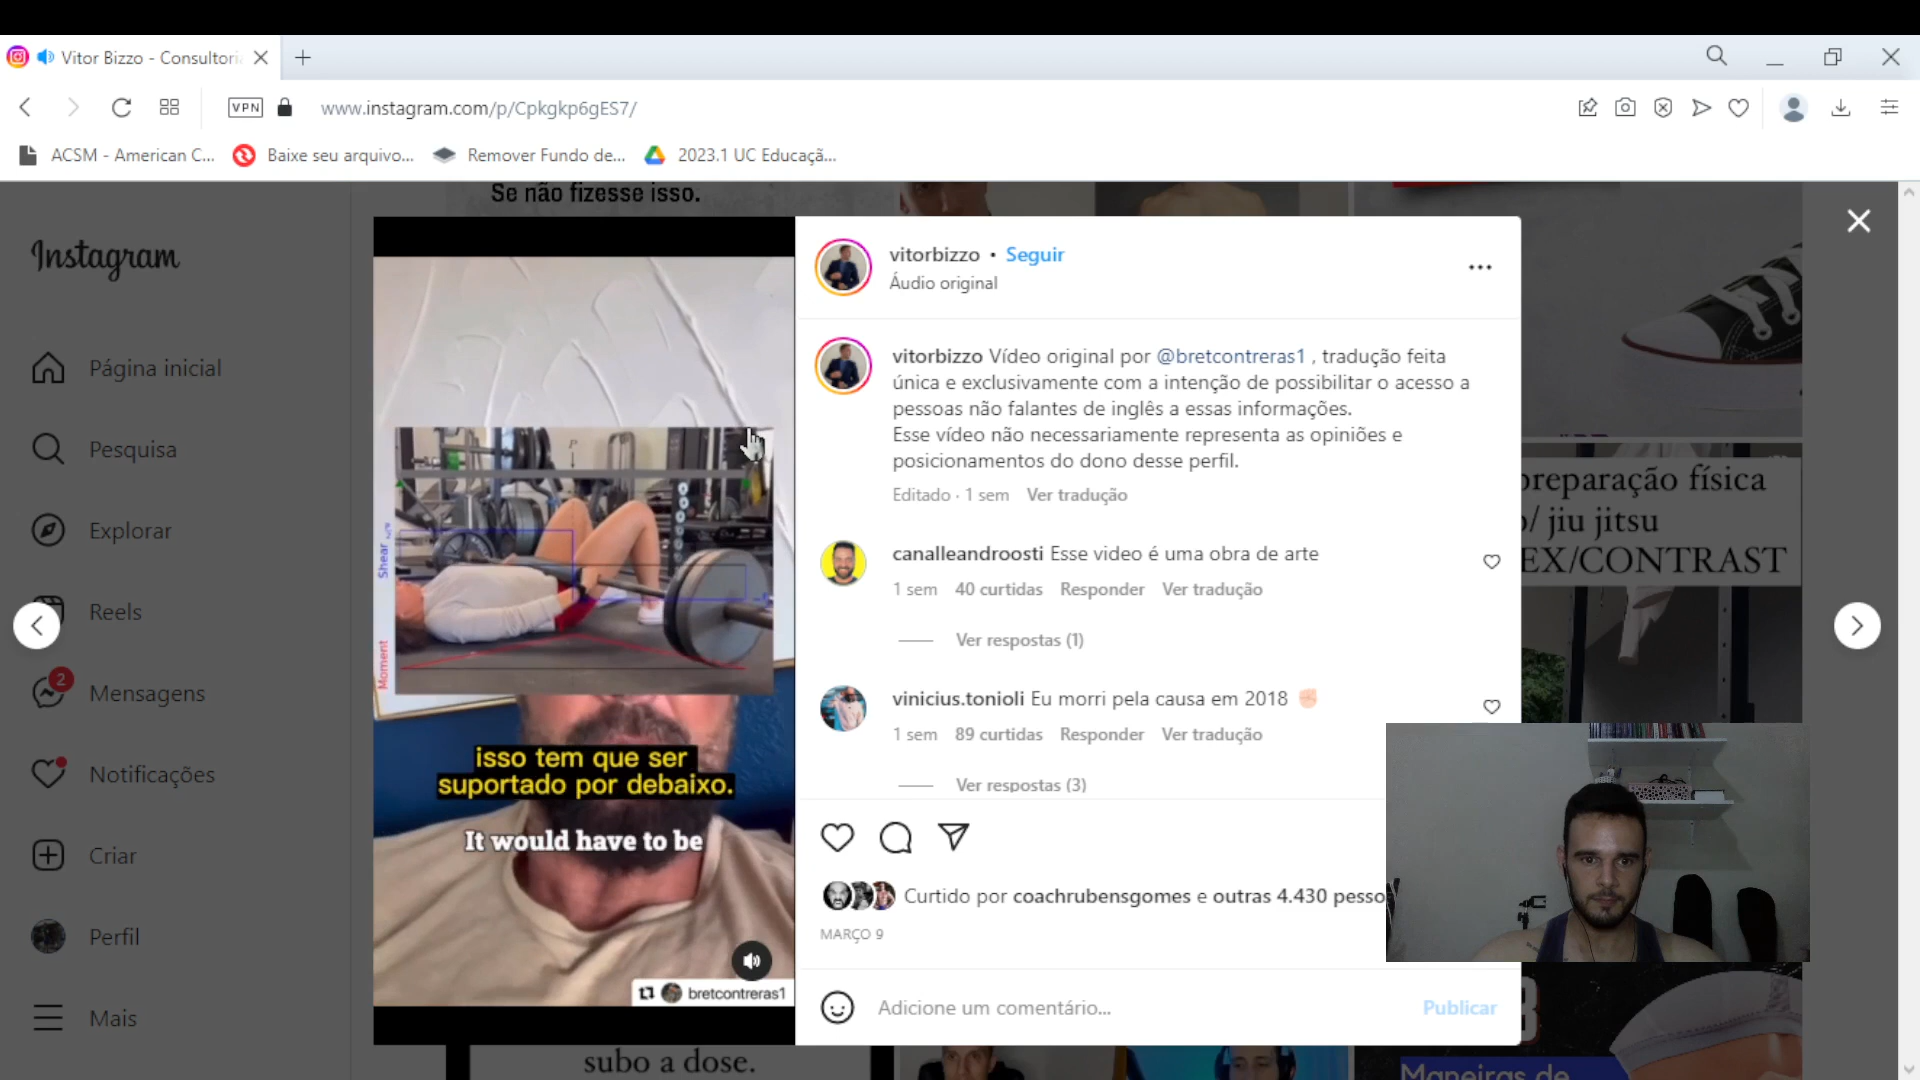 Vitor Bizzo - Consultori
VPN
www.instagram.com/p/Cpkgkp6gES7/
ACSM - American C...
Baixe seu arquivo...
Remover Fundo de...
2023.1 UC Educaçã...
Se não fizesse isso.
Instagram
Página inicial
Pesquisa
Explorar
Reels
2
Mensagens
Notificações
Criar
Perfil
Mais
P
Shear
Moment
isso tem que ser
suportado por debaixo.
It would have to be
bretcontreras1
subo a dose.
vitorbizzo • Seguir
Áudio original
vitorbizzo Vídeo original por @bretcontreras1 , tradução feita
única e exclusivamente com a intenção de possibilitar o acesso a
pessoas não falantes de inglês a essas informações.
Esse vídeo não necessariamente representa as opiniões e
posicionamentos do dono desse perfil.
Editado · 1 sem Ver tradução
canalleandroosti Esse video é uma obra de arte
1 sem 40 curtidas Responder Ver tradução
Ver respostas (1)
vinicius.tonioli Eu morri pela causa em 2018 ✊🏻
1 sem 89 curtidas Responder Ver tradução
Ver respostas (3)
Curtido por coachrubensgomes e outras 4.430 pesso
MARÇO 9
Adicione um comentário...
Publicar
preparação física
o/ jiu jitsu
EX/CONTRAST
Maneiras de